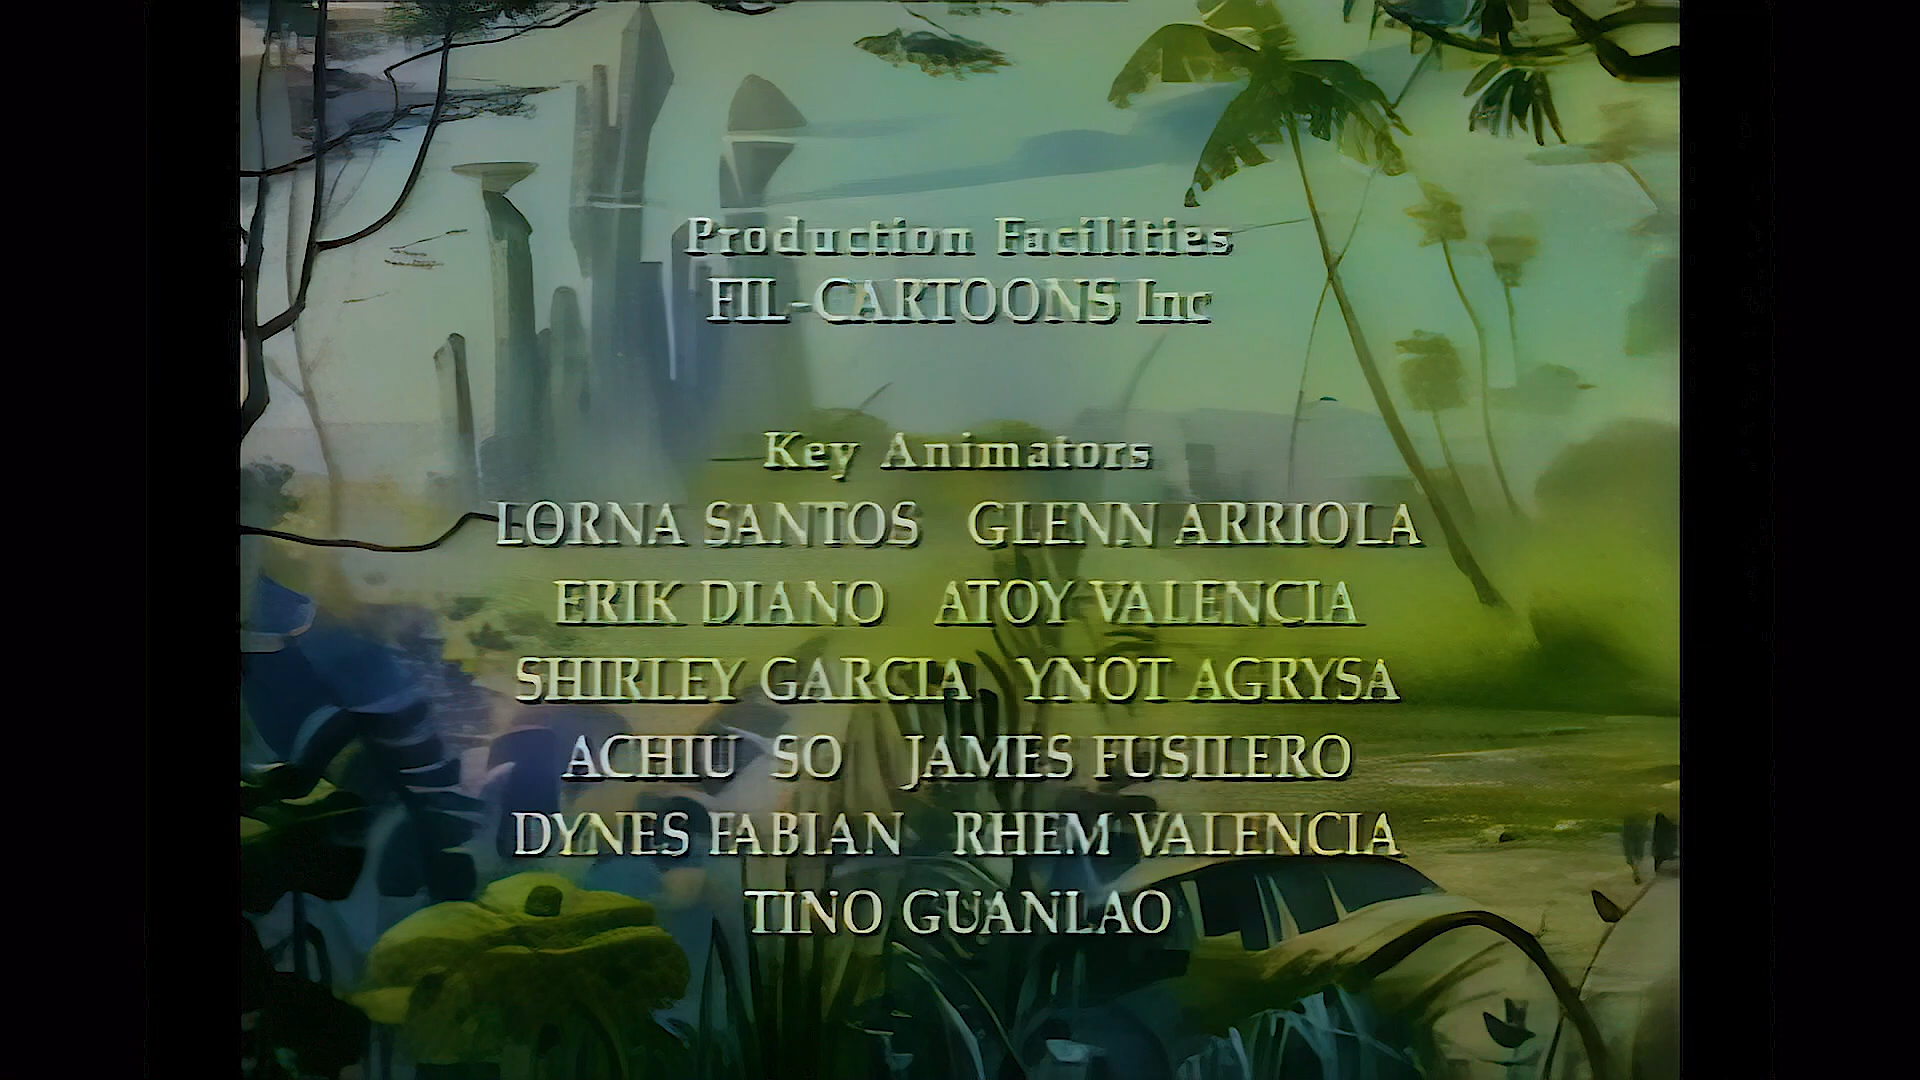 Production Facilities
FIL-CARTOONS Inc
Key Animators
LORNA SANTOS GLENN ARRIOLA
ERIK DIANO ATOY VALENCIA
SHIRLEY GARCIA YNOT AGRYSA
ACHIU SO JAMES FUSILERO
DYNES FABIAN RHEM VALENCIA
TINO GUANLAO